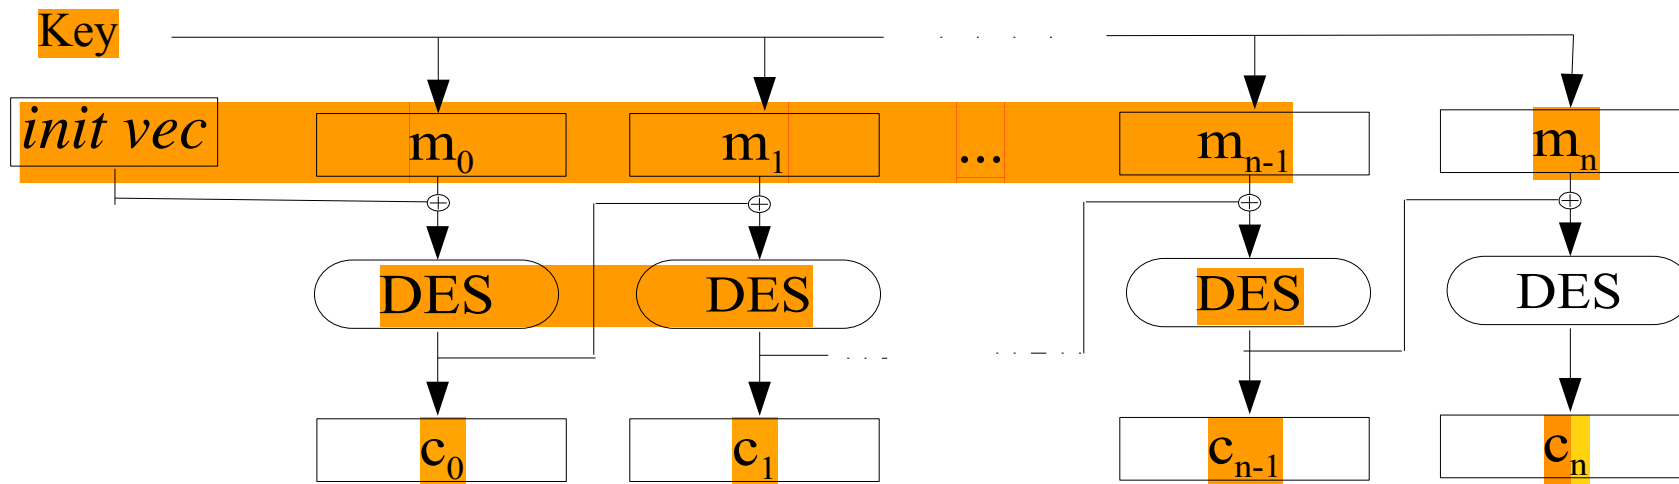 Key
init vec m₀ m₁ ... mₙ₋₁ mₙ
DES DES DES DES
c₀ c₁ cₙ₋₁ cₙ